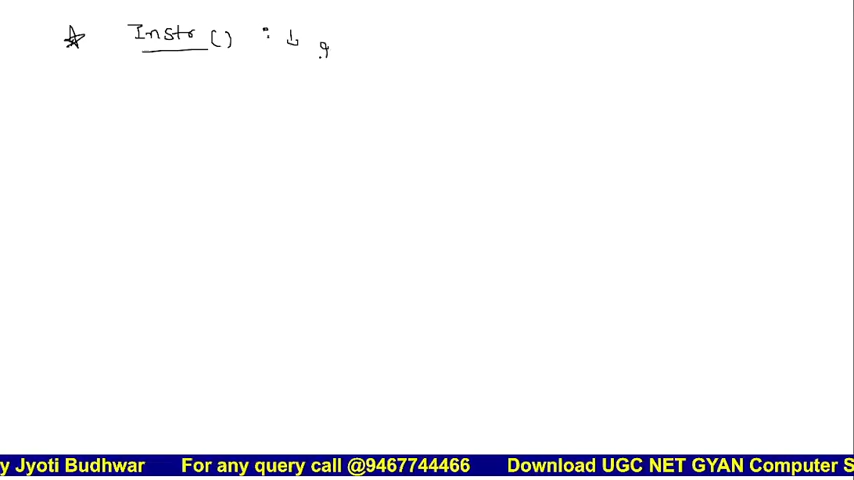 ☆ Instr () :
y Jyoti Budhwar For any query call @9467744466 Download UGC NET GYAN Computer S